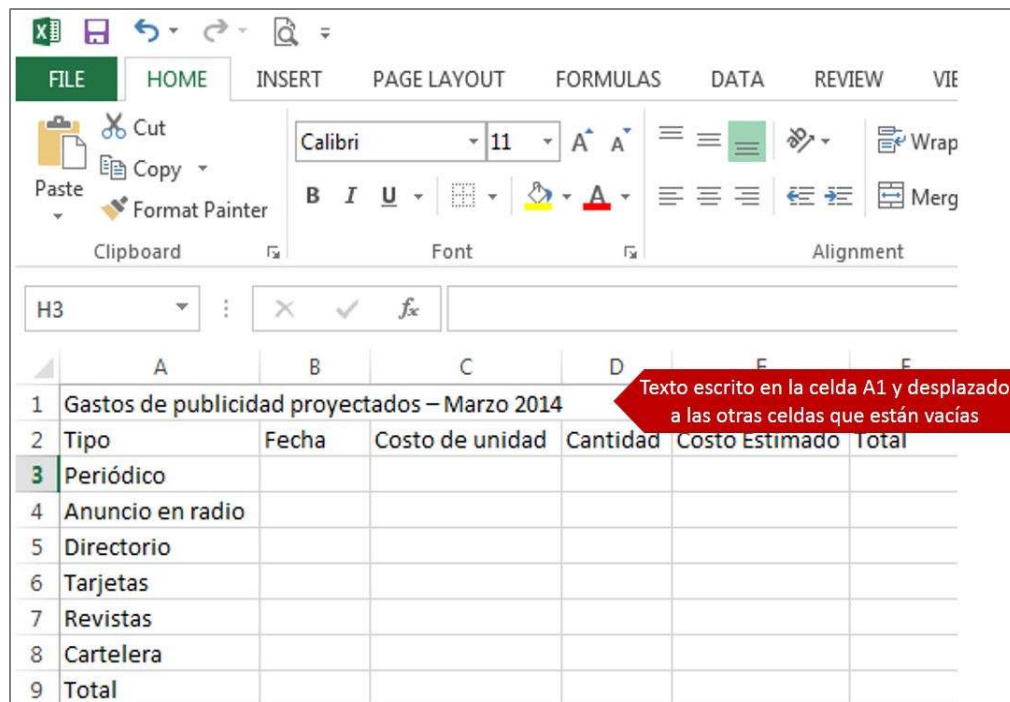 FILE HOME INSERT PAGE LAYOUT FORMULAS DATA REVIEW VIE
Cut
Copy
Format Painter
Paste
Clipboard
Calibri 11 A A
B I U A
Font
Wrap
Merg
Alignment
H3 fx
A B C D E F
Texto escrito en la celda A1 y desplazado
a las otras celdas que están vacías
1 Gastos de publicidad proyectados – Marzo 2014
2 Tipo Fecha Costo de unidad Cantidad Costo Estimado Total
3 Periódico
4 Anuncio en radio
5 Directorio
6 Tarjetas
7 Revistas
8 Cartelera
9 Total